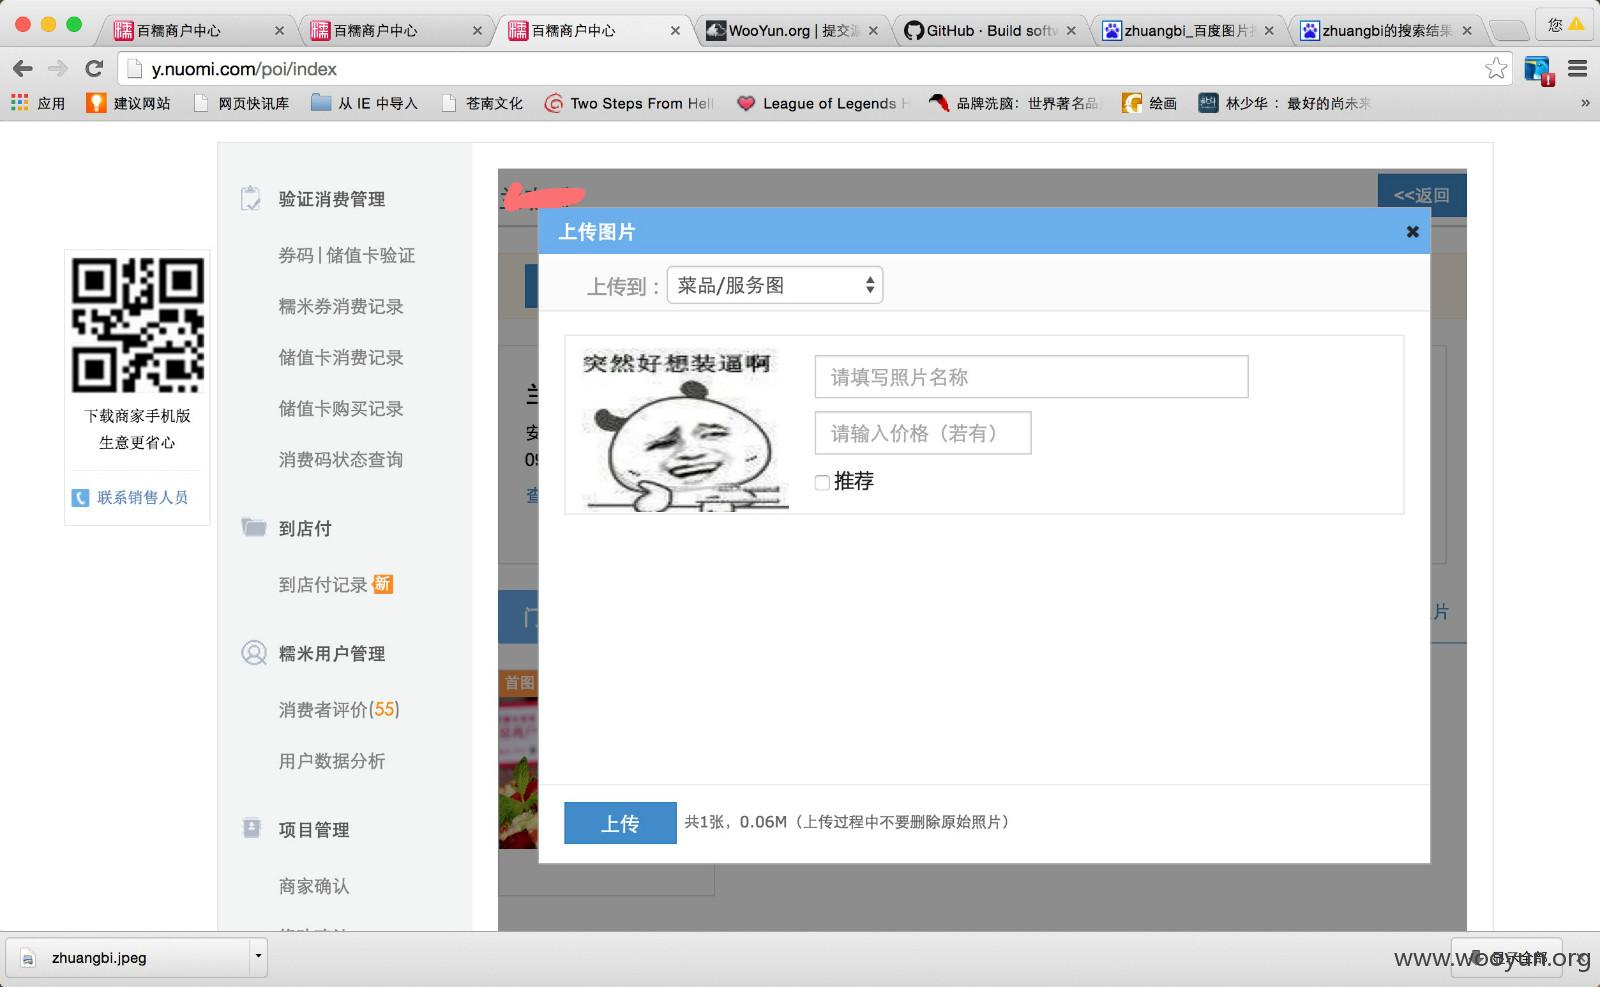 百糯商户中心
百糯商户中心
百糯商户中心
WooYun.org | 提交
GitHub · Build softw
zhuangbi_百度图片
zhuangbi的搜索结果
您
y.nuomi.com/poi/index
应用
建议网站
网页快讯库
从 IE 中导入
苍南文化
Two Steps From Hell
League of Legends
品牌洗脑：世界著名品
绘画
林少华 ：最好的尚未来
»
下载商家手机版
生意更省心
联系销售人员
验证消费管理
券码 | 储值卡验证
糯米券消费记录
储值卡消费记录
储值卡购买记录
消费码状态查询
到店付
到店付记录 新
糯米用户管理
消费者评价(55)
用户数据分析
项目管理
商家确认
<<返回
上传图片
上传到：
菜品/服务图
突然好想装逼啊
请填写照片名称
请输入价格（若有）
推荐
片
首图
上传
共1张，0.06M（上传过程中不要删除原始照片）
zhuangbi.jpeg
显示全部
www.wooyun.org